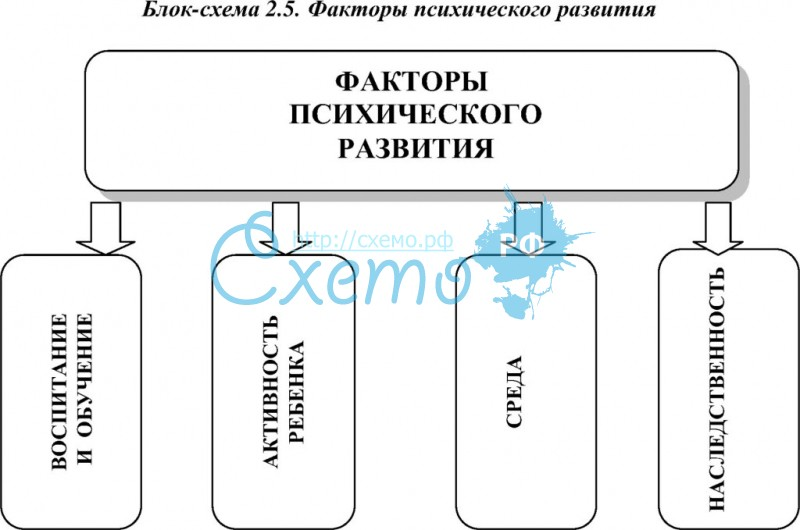 Блок-схема 2.5. Факторы психического развития
ФАКТОРЫ
ПСИХИЧЕСКОГО
РАЗВИТИЯ
http://схемо.рф
Схемо
РФ
ВОСПИТАНИЕ
И ОБУЧЕНИЕ
АКТИВНОСТЬ
РЕБЕНКА
СРЕДА
НАСЛЕДСТВЕННОСТЬ